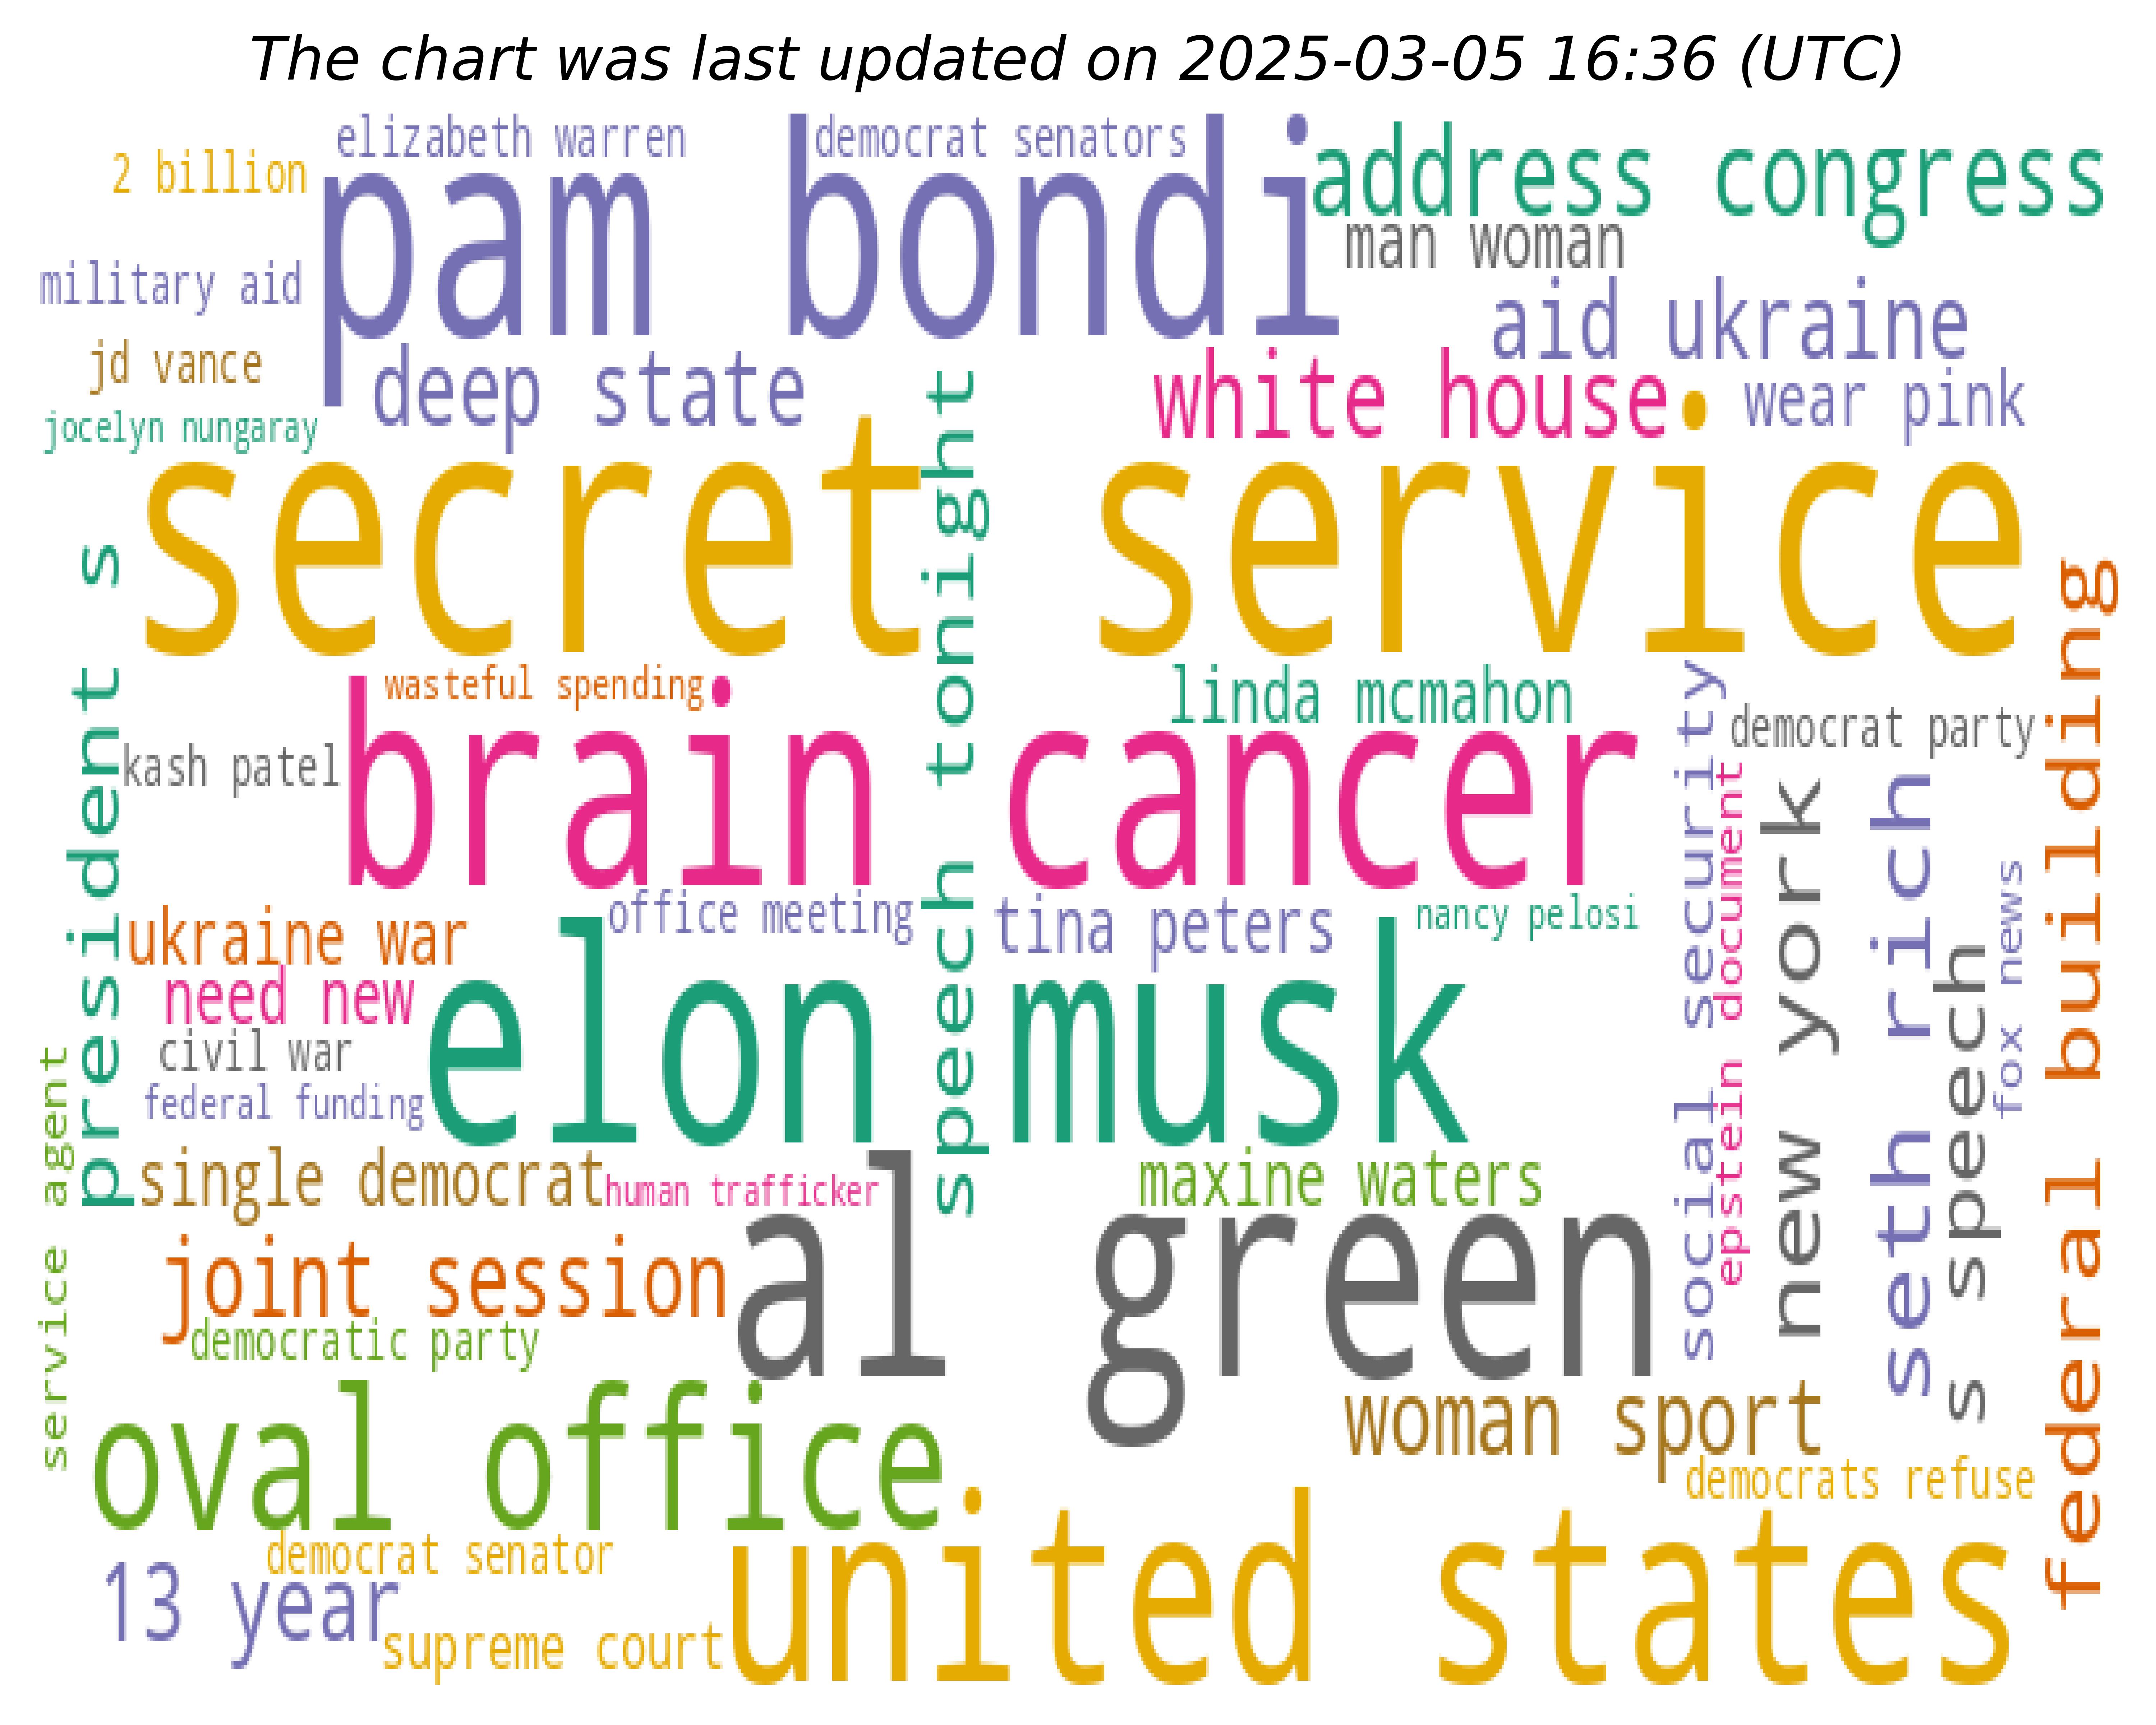 The chart was last updated on 2025-03-05 16:36 (UTC)
elizabeth warren
democrat senators
2 billion
pam bondi
address congress
man woman
military aid
aid ukraine
jd vance
deep state
white house
wear pink
jocelyn nungaray
secret service
speech tonight
president s
federal building
wasteful spending
linda mcmahon
democrat party
kash patel
brain cancer
social security
epstein document
new york
seth rich
s speech
fox news
ukraine war
office meeting
tina peters
nancy pelosi
need new
elon musk
civil war
federal funding
service agent
single democrat
human trafficker
maxine waters
joint session
al green
democratic party
oval office
woman sport
democrats refuse
democrat senator
united states
13 year
supreme court